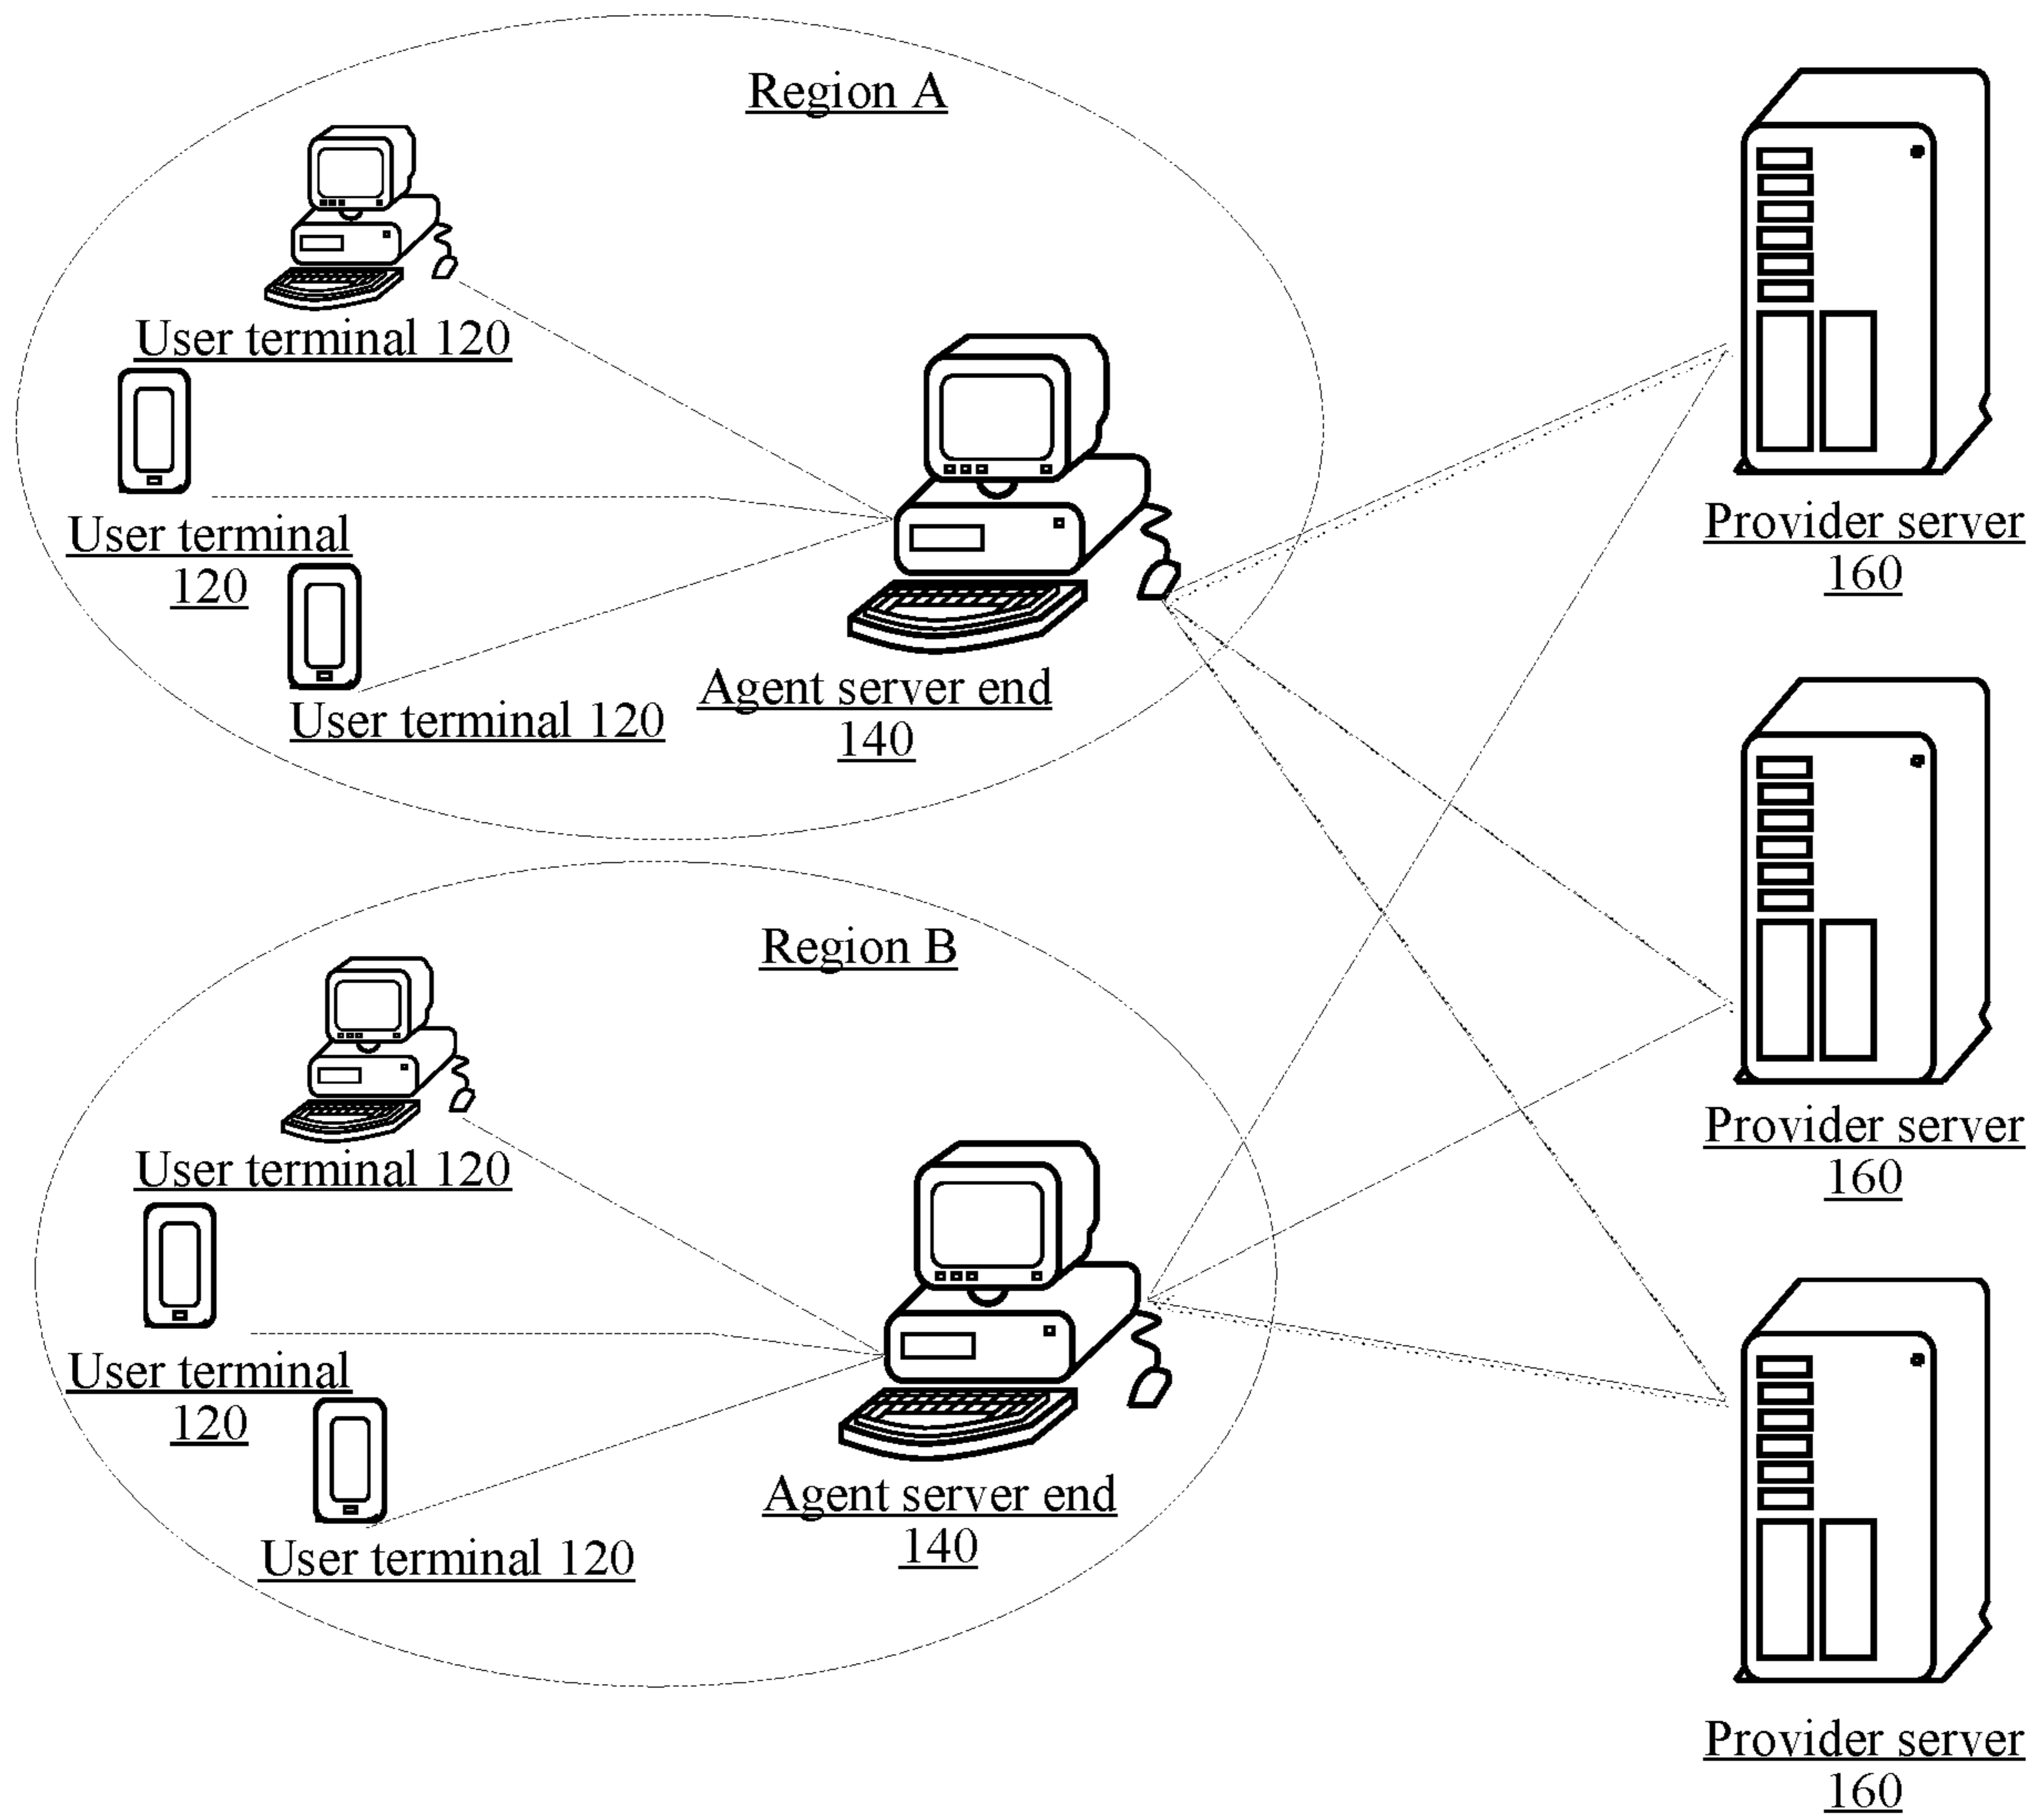 Region A
User terminal 120
User terminal
120
User terminal 120
Agent server end
140
Region B
User terminal 120
User terminal
120
User terminal 120
Agent server end
140
Provider server
160
Provider server
160
Provider server
160